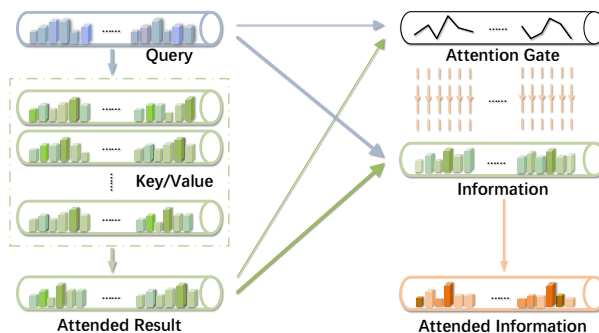 Query
Attention Gate
Key/Value
Information
Attended Result
Attended Information